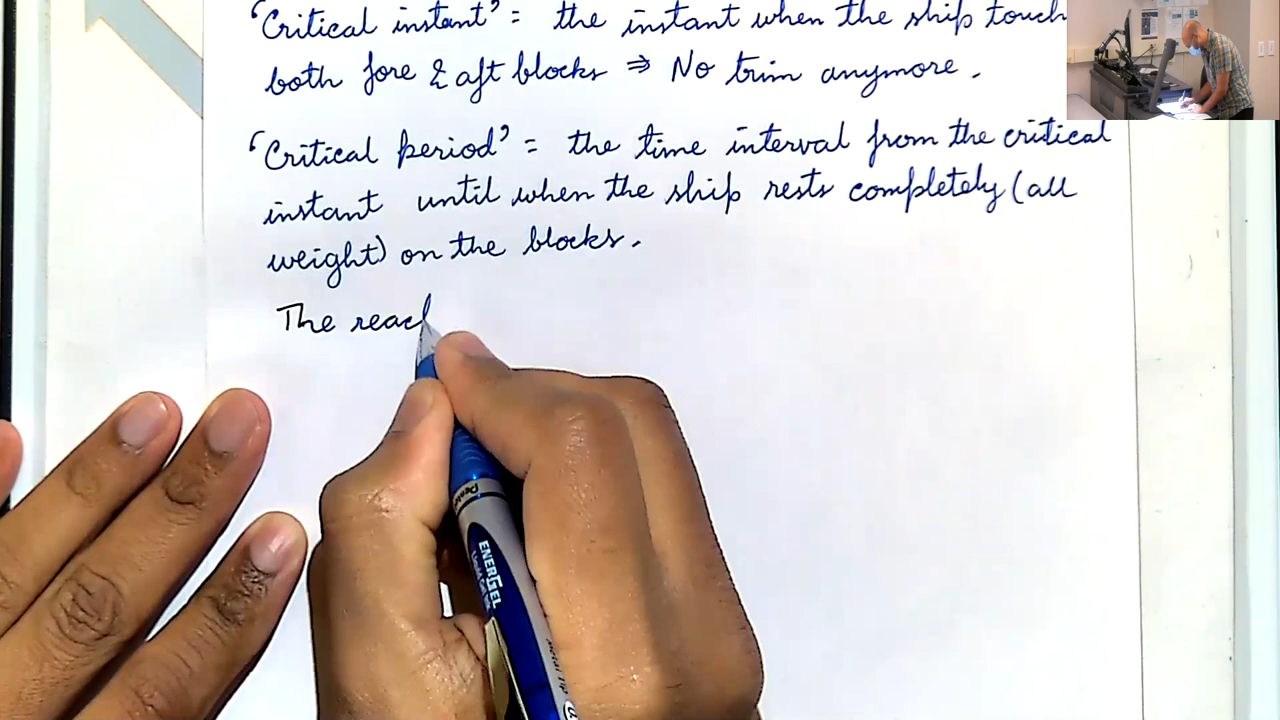 'Critical instant' = the instant when the ship touch
both fore & aft blocks ⇒ No trim anymore.
'Critical period' = the time interval from the critical
instant until when the ship rests completely (all
weight) on the blocks.
The reac
ENERGEL